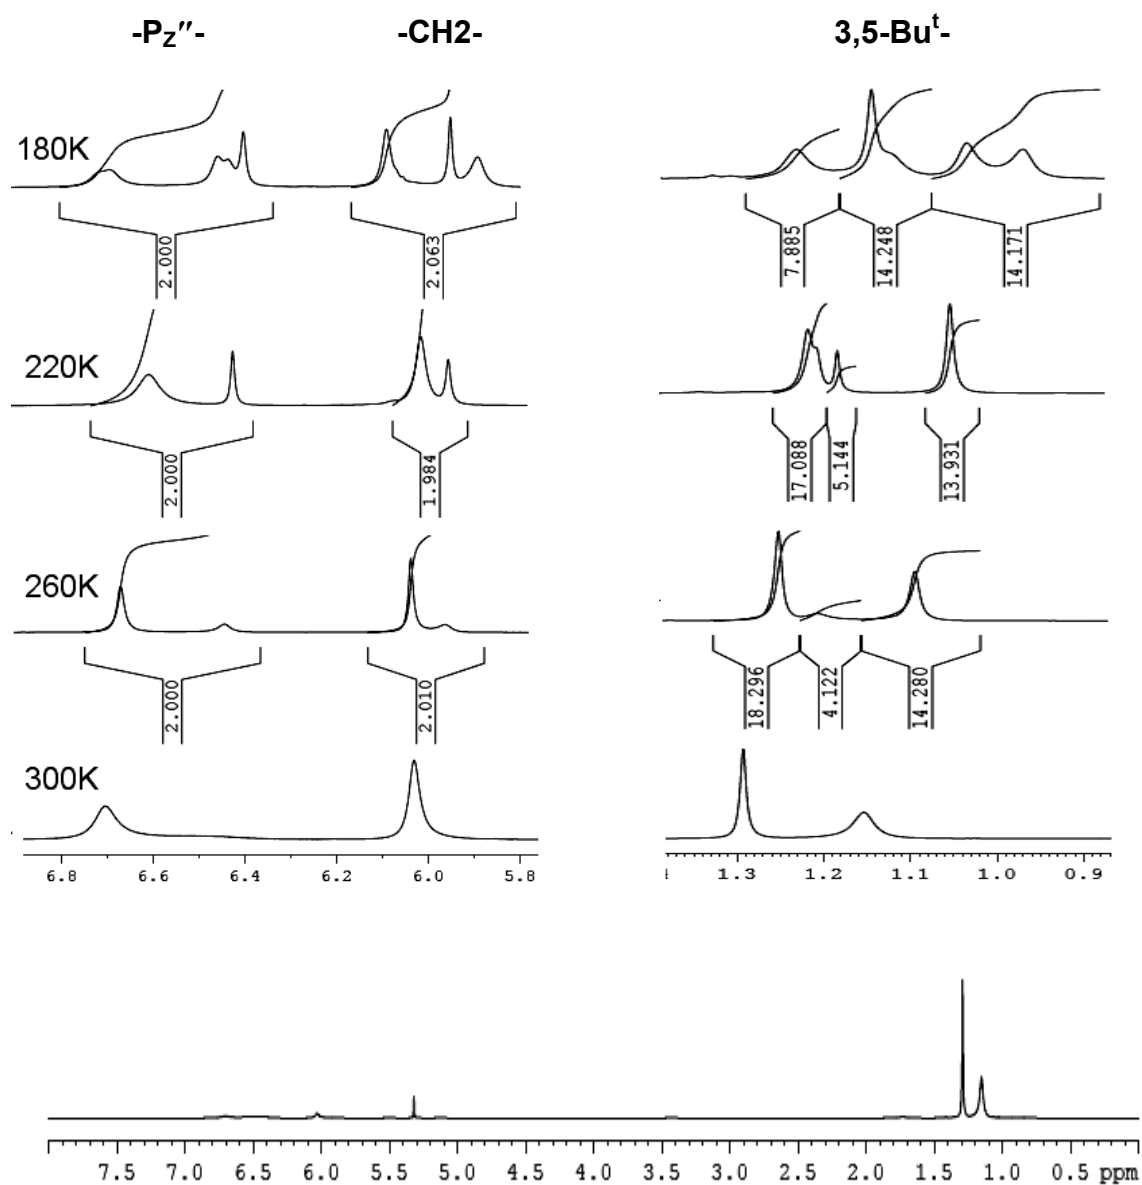 -Pz″- -CH2- 3,5-Buᵗ-
180K
2.000 2.063 7.885 14.248 14.171
220K
2.000 1.984 17.088 5.144 13.931
260K
2.000 2.010 18.296 4.122 14.280
300K
6.8 6.6 6.4 6.2 6.0 5.8 1.3 1.2 1.1 1.0 0.9
7.5 7.0 6.5 6.0 5.5 5.0 4.5 4.0 3.5 3.0 2.5 2.0 1.5 1.0 0.5 ppm